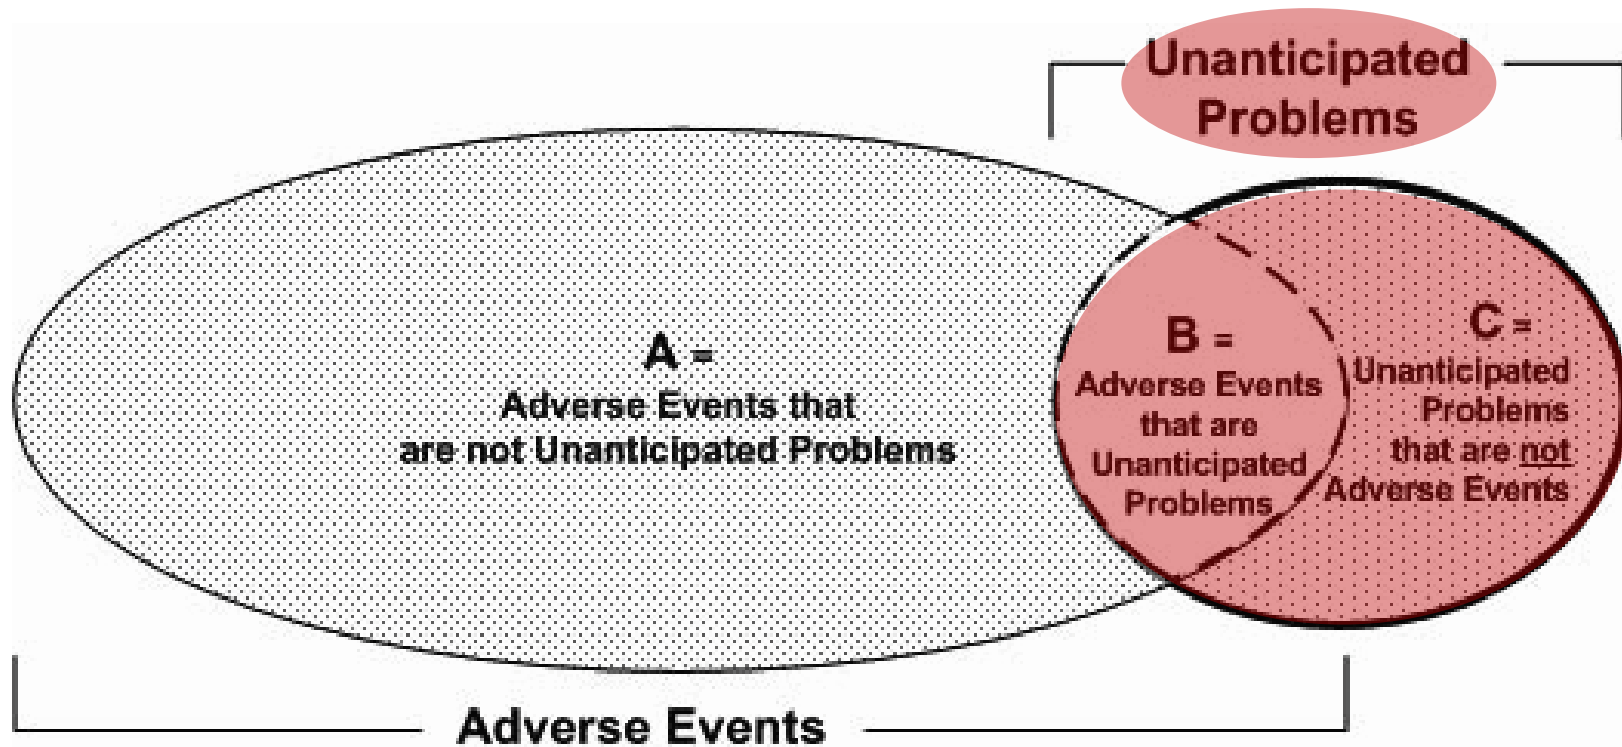 Unanticipated
Problems
A =
Adverse Events that
are not Unanticipated Problems
B =
Adverse Events
that are
Unanticipated
Problems
C =
Unanticipated
Problems
that are not
Adverse Events
Adverse Events